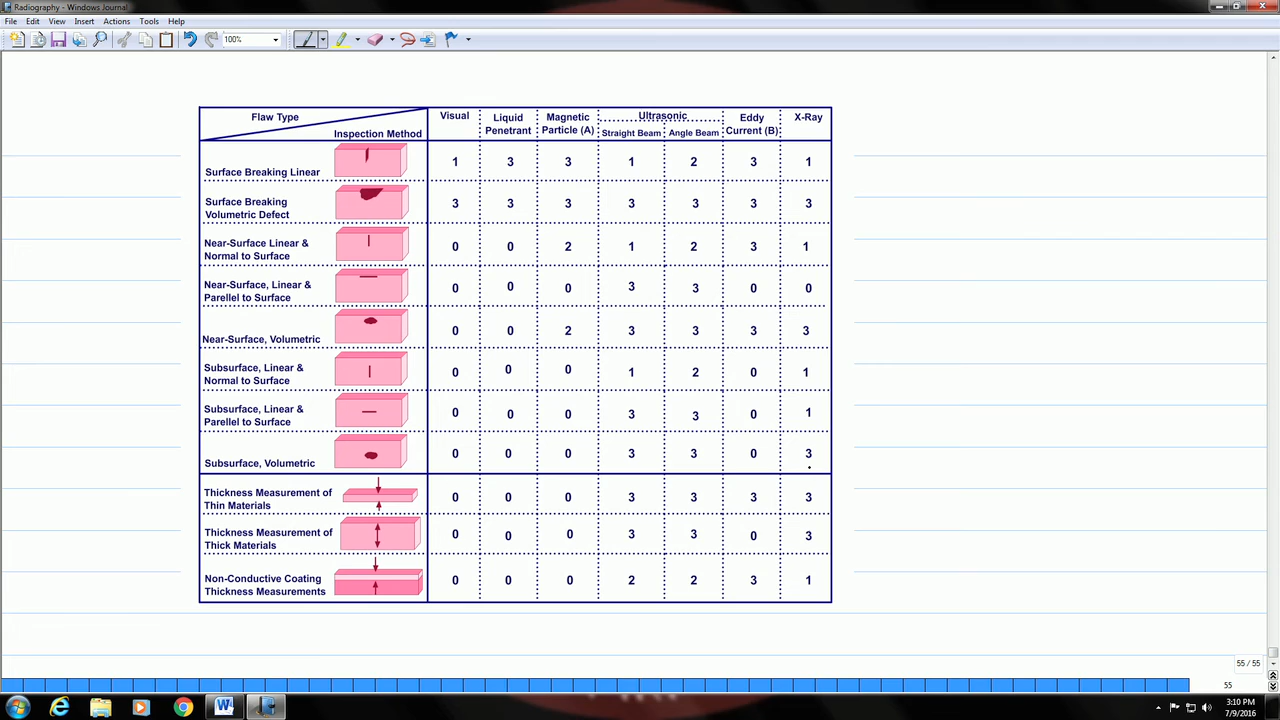 Radiography - Windows Journal
File Edit View Insert Actions Tools Help
100%
Flaw Type
Inspection Method
Visual
Liquid
Penetrant
Magnetic
Particle (A)
Ultrasonic
Straight Beam Angle Beam
Eddy
Current (B)
X-Ray
Surface Breaking Linear
1 3 3 1 2 3 1
Surface Breaking
Volumetric Defect
3 3 3 3 3 3 3
Near-Surface Linear &
Normal to Surface
0 0 2 1 2 3 1
Near-Surface, Linear &
Parellel to Surface
0 0 0 3 3 0 0
Near-Surface, Volumetric
0 0 2 3 3 3 3
Subsurface, Linear &
Normal to Surface
0 0 0 1 2 0 1
Subsurface, Linear &
Parellel to Surface
0 0 0 3 3 0 1
Subsurface, Volumetric
0 0 0 3 3 0 3
Thickness Measurement of
Thin Materials
0 0 0 3 3 3 3
Thickness Measurement of
Thick Materials
0 0 0 3 3 0 3
Non-Conductive Coating
Thickness Measurements
0 0 0 2 2 3 1
55 / 55
55
3:10 PM
7/9/2016